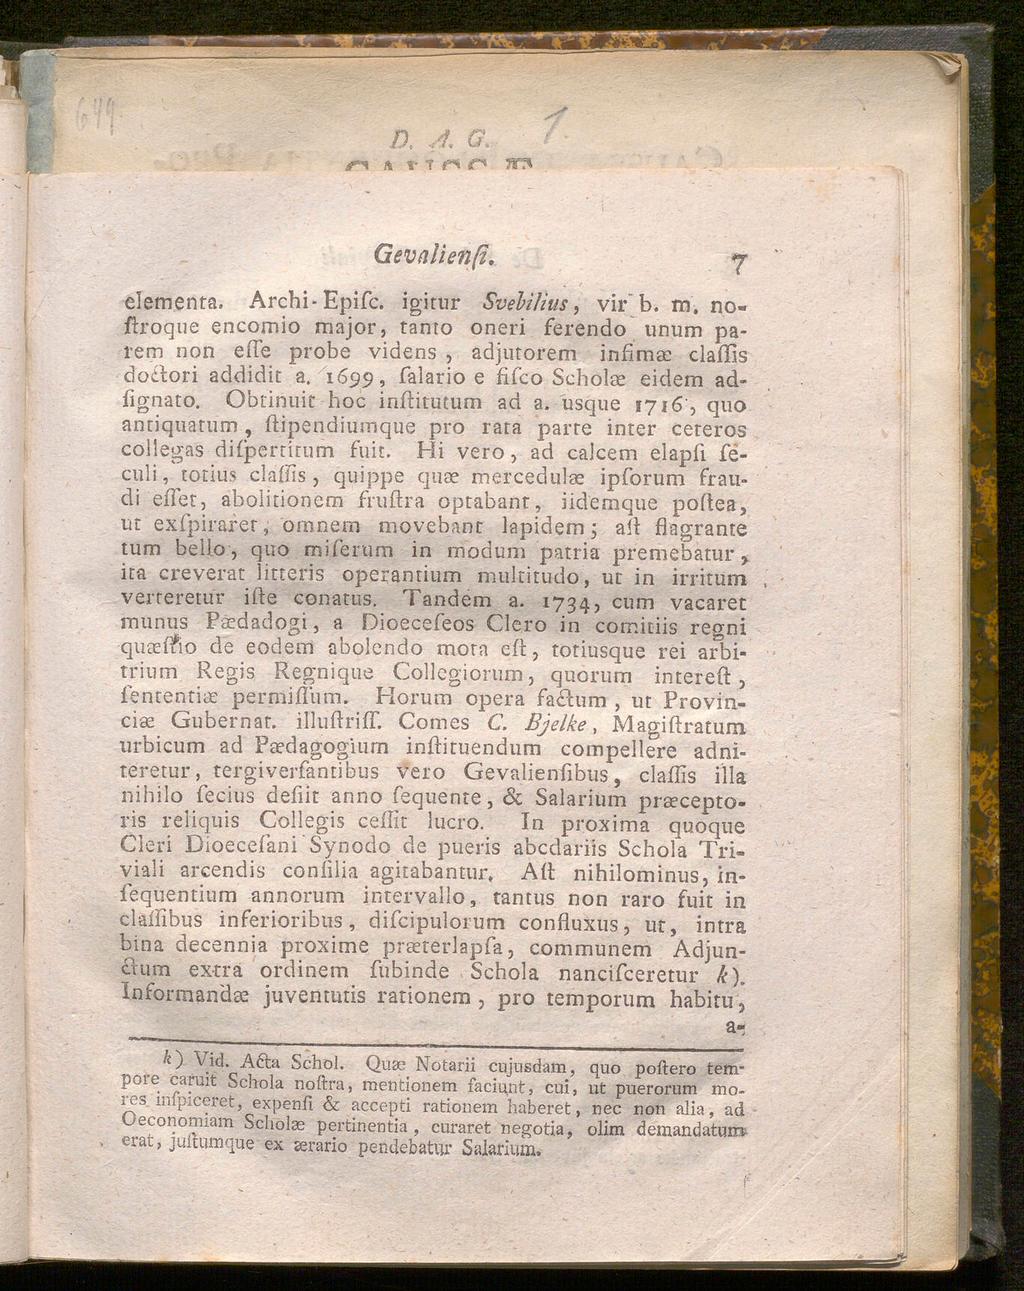 649.
D. A. G. 1.
CAUSSÆ
Gevalienſi. 7
elementa. Archi-Epiſc. igitur Svebilius, vir b. m. no-
ſtroque encomio major, tanto oneri ferendo unum pa-
rem non eſſe probe videns, adjutorem infimæ claſſis
doctori addidit a. 1699, ſalario e fiſco Scholæ eidem ad-
ſignato. Obtinuit hoc inſtitutum ad a. usque 1716, quo
antiquatum, ſtipendiumque pro rata parte inter ceteros
collegas diſpertitum fuit. Hi vero, ad calcem elapſi ſe-
culi, totius claſſis, quippe quæ mercedulæ ipſorum frau-
di eſſet, abolitionem fruſtra optabant, iidemque poſtea,
ut exſpiraret, omnem movebant lapidem; aſt flagrante
tum bello, quo miſerum in modum patria premebatur,
ita creverat litteris operantium multitudo, ut in irritum
verteretur iſte conatus. Tandem a. 1734, cum vacaret
munus Pædadogi, a Dioeceſeos Clero in comitiis regni
quæſtio de eodem abolendo mota eſt, totiusque rei arbi-
trium Regis Regnique Collegiorum, quorum intereſt,
ſententiæ permiſſum. Horum opera factum, ut Provin-
ciæ Gubernat. illuſtriſſ. Comes C. Bjelke, Magiſtratum
urbicum ad Pædagogium inſtituendum compellere adni-
teretur, tergiverſantibus vero Gevalienſibus, claſſis illa
nihilo ſecius deſiit anno ſequente, & Salarium præcepto-
ris reliquis Collegis ceſſit lucro. In proxima quoque
Cleri Dioeceſani Synodo de pueris abcdariis Schola Tri-
viali arcendis conſilia agitabantur. Aſt nihilominus, in-
ſequentium annorum intervallo, tantus non raro fuit in
claſſibus inferioribus, diſcipulorum confluxus, ut, intra
bina decennia proxime præterlapſa, communem Adjun-
ctum extra ordinem ſubinde Schola nanciſceretur k).
Informandæ juventutis rationem, pro temporum habitu,
a-
k) Vid. Acta Schol. Quæ Notarii cujusdam, quo poſtero tem-
pore caruit Schola noſtra, mentionem faciunt, cui, ut puerorum mo-
res inſpiceret, expenſi & accepti rationem haberet, nec non alia, ad
Oeconomiam Scholæ pertinentia, curaret negotia, olim demandatum
erat, juſtumque ex ærario pendebatur Salarium.